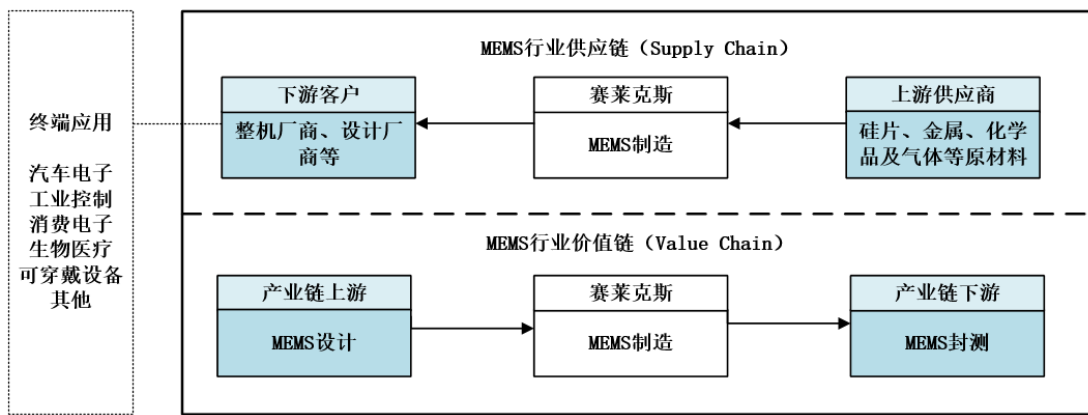 终端应用
汽车电子
工业控制
消费电子
生物医疗
可穿戴设备
其他
MEMS行业供应链（Supply Chain）
下游客户
整机厂商、设计厂
商等
赛莱克斯
MEMS制造
上游供应商
硅片、金属、化学
品及气体等原材料
MEMS行业价值链（Value Chain）
产业链上游
MEMS设计
赛莱克斯
MEMS制造
产业链下游
MEMS封测